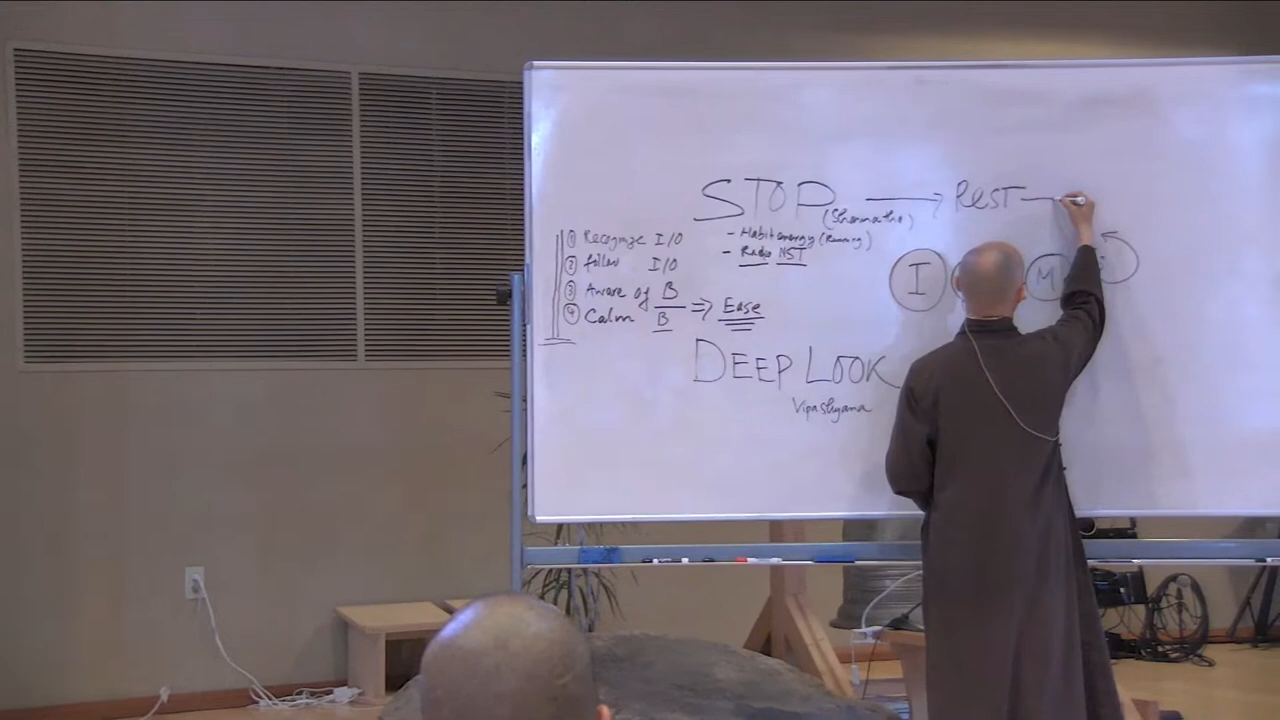 STOP → REST —
(Shamatha)
- Habit energy (Running)
- Radio NST
① Recognize I/O
② follow I/O
③ Aware of B
④ Calm B ⇒ Ease
I M
DEEP LOOK
Vipashyana